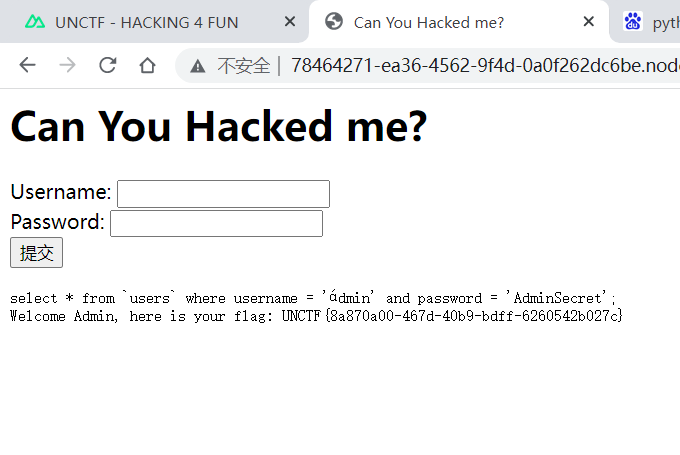 UNCTF - HACKING 4 FUN
Can You Hacked me?
pyth
不安全 | 78464271-ea36-4562-9f4d-0a0f262dc6be.node
Can You Hacked me?
Username:
Password:
提交
select * from `users` where username = 'ádmin' and password = 'AdminSecret';
Welcome Admin, here is your flag: UNCTF{8a870a00-467d-40b9-bdff-6260542b027c}